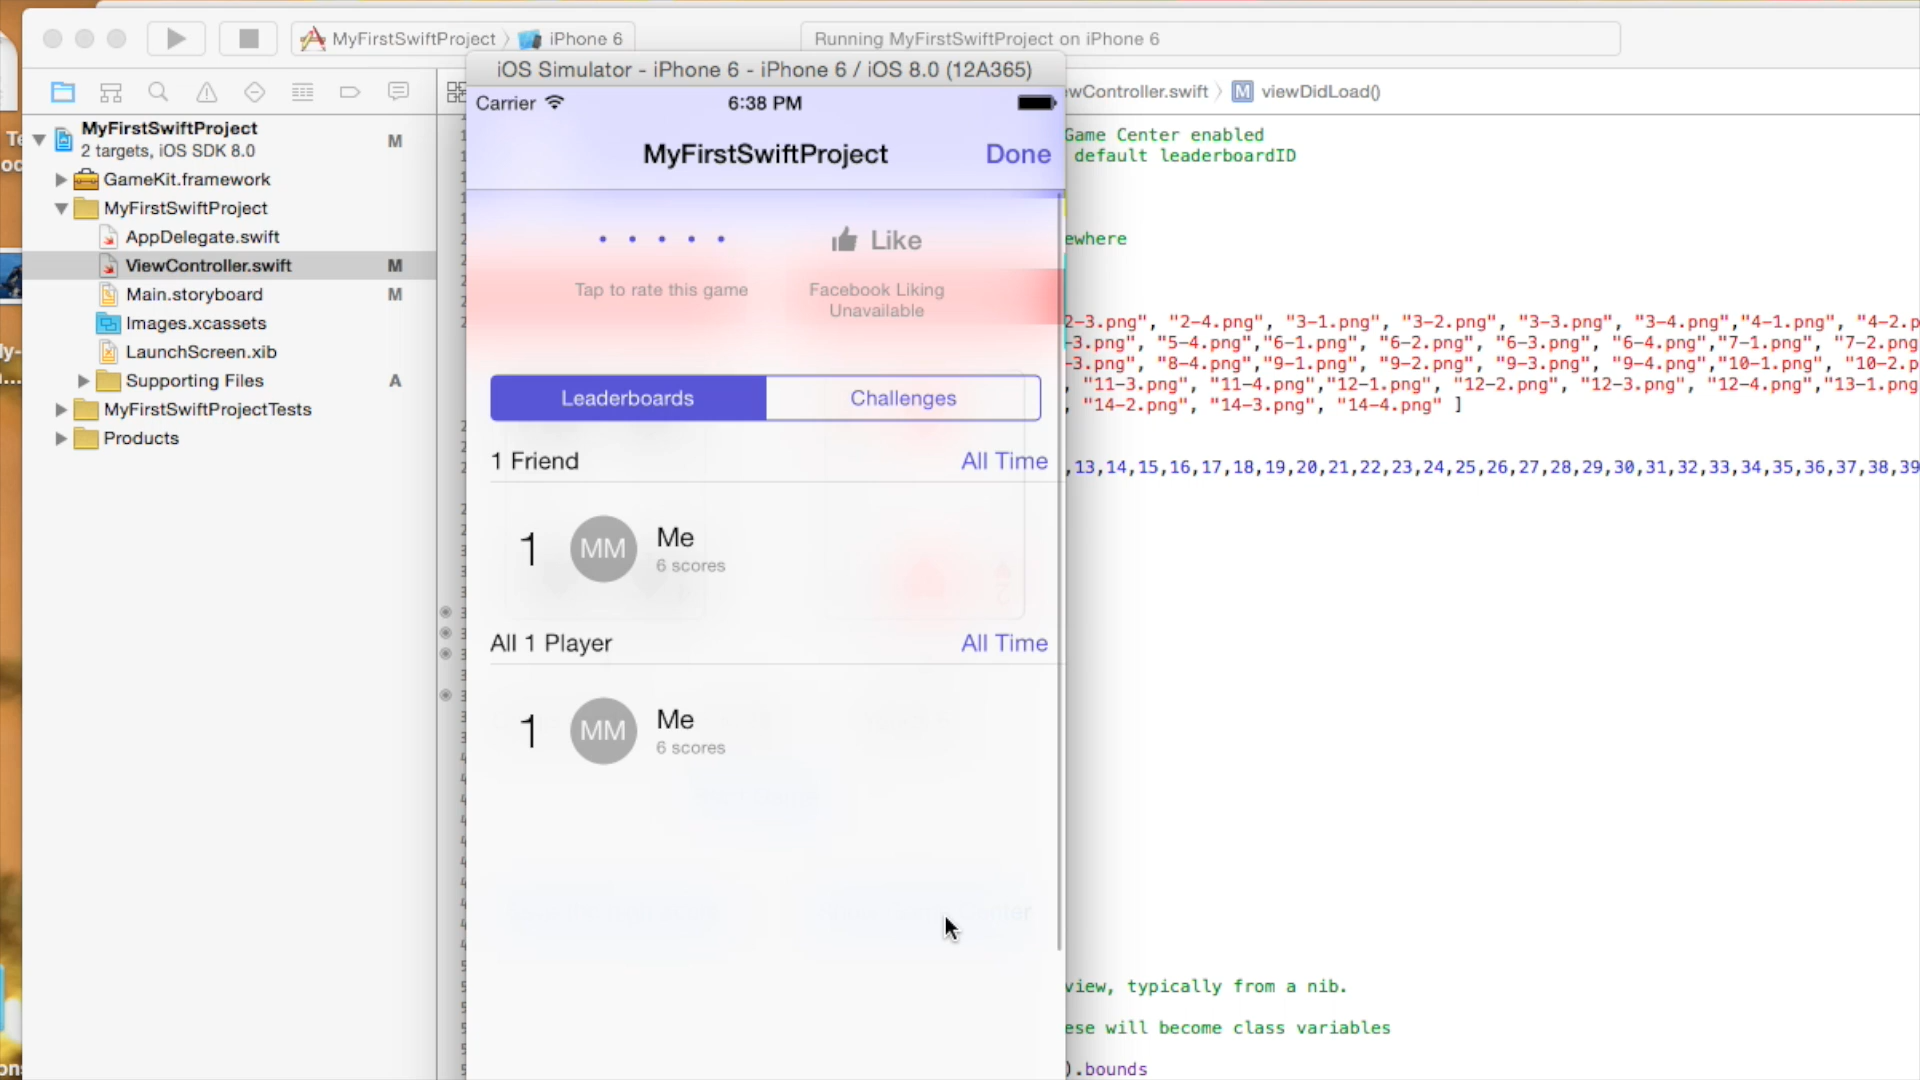 MyFirstSwiftProject
iPhone 6
Running MyFirstSwiftProject on iPhone 6
iOS Simulator - iPhone 6 - iPhone 6 / iOS 8.0 (12A365)
wController.swift
M
viewDidLoad()
MyFirstSwiftProject
2 targets, iOS SDK 8.0
M
GameKit.framework
MyFirstSwiftProject
AppDelegate.swift
ViewController.swift
M
Main.storyboard
M
Images.xcassets
LaunchScreen.xib
Supporting Files
A
MyFirstSwiftProjectTests
Products
Carrier
6:38 PM
MyFirstSwiftProject
Done
Like
Tap to rate this game
Facebook Liking
Unavailable
Leaderboards
Challenges
1 Friend
All Time
1
MM
Me
6 scores
All 1 Player
All Time
1
MM
Me
6 scores
Game Center enabled
default leaderboardID
ewhere
2-3.png", "2-4.png", "3-1.png", "3-2.png", "3-3.png", "3-4.png","4-1.png", "4-2.p
-3.png", "5-4.png","6-1.png", "6-2.png", "6-3.png", "6-4.png","7-1.png", "7-2.png
-3.png", "8-4.png","9-1.png", "9-2.png", "9-3.png", "9-4.png","10-1.png", "10-2.p
, "11-3.png", "11-4.png","12-1.png", "12-2.png", "12-3.png", "12-4.png","13-1.png
, "14-2.png", "14-3.png", "14-4.png" ]
,13,14,15,16,17,18,19,20,21,22,23,24,25,26,27,28,29,30,31,32,33,34,35,36,37,38,39
view, typically from a nib.
ese will become class variables
).bounds